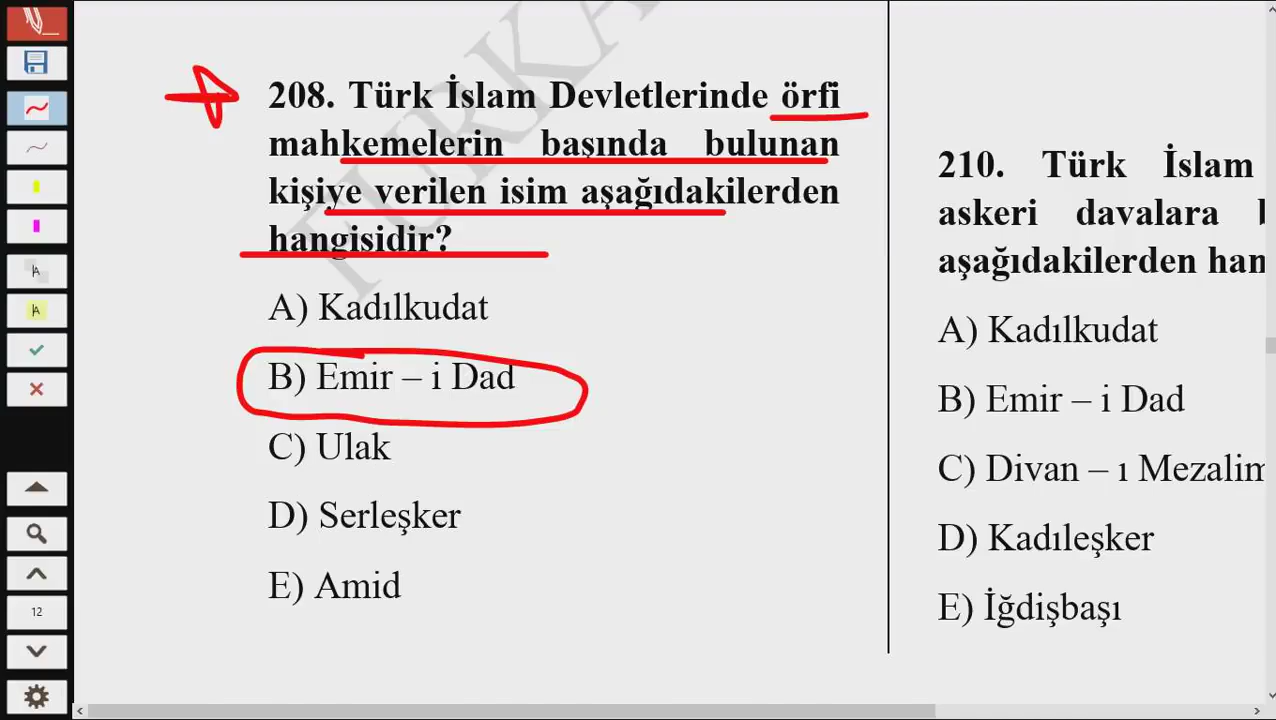 208. Türk İslam Devletlerinde örfi
mahkemelerin başında bulunan
kişiye verilen isim aşağıdakilerden
hangisidir?
A) Kadılkudat
B) Emir – i Dad
C) Ulak
D) Serleşker
E) Amid
210. Türk İslam
askeri davalara
aşağıdakilerden
A) Kadılkudat
B) Emir – i Dad
C) Divan – ı Mezalim
D) Kadıleşker
E) İğdişbaşı
12